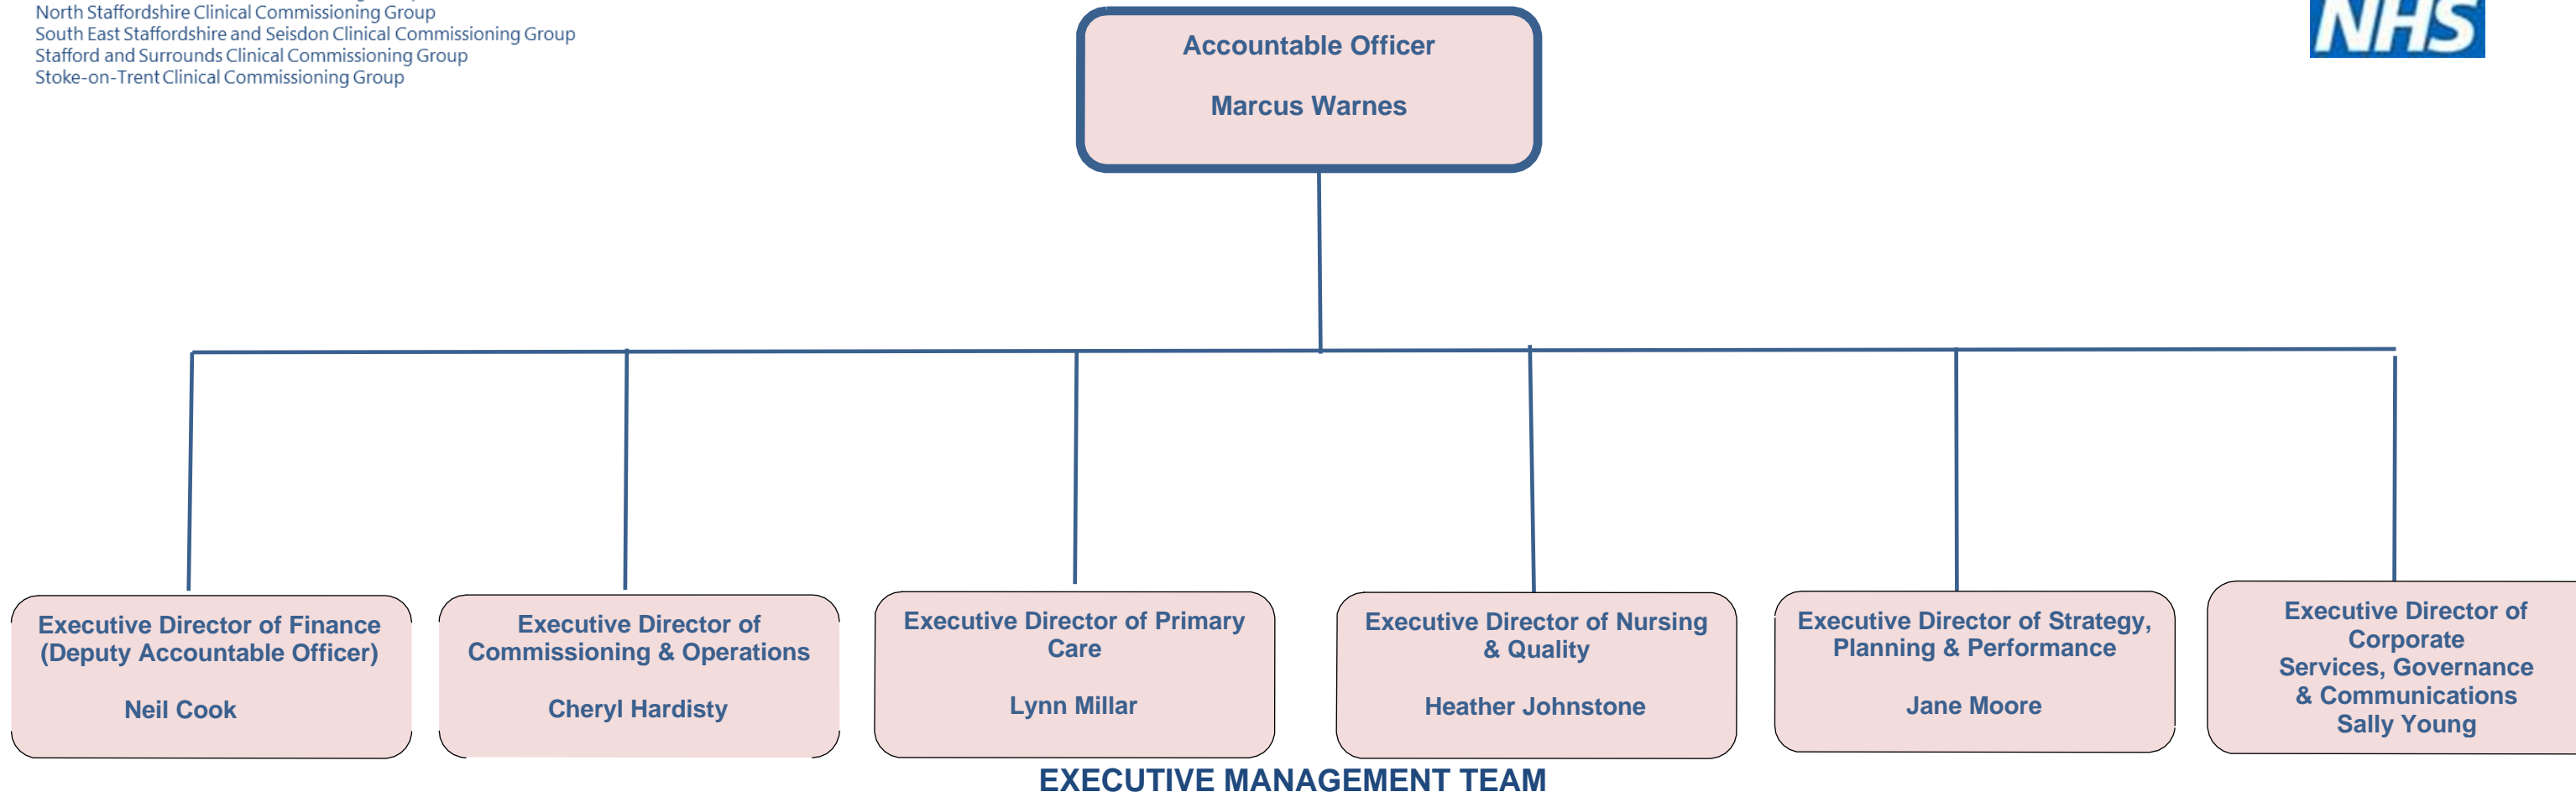 North Staffordshire Clinical Commissioning Group
South East Staffordshire and Seisdon Clinical Commissioning Group
Stafford and Surrounds Clinical Commissioning Group
Stoke-on-Trent Clinical Commissioning Group
NHS
Accountable Officer
Marcus Warnes
Executive Director of Finance
(Deputy Accountable Officer)
Neil Cook
Executive Director of
Commissioning & Operations
Cheryl Hardisty
Executive Director of Primary
Care
Lynn Millar
Executive Director of Nursing
& Quality
Heather Johnstone
Executive Director of Strategy,
Planning & Performance
Jane Moore
Executive Director of
Corporate
Services, Governance
& Communications
Sally Young
EXECUTIVE MANAGEMENT TEAM